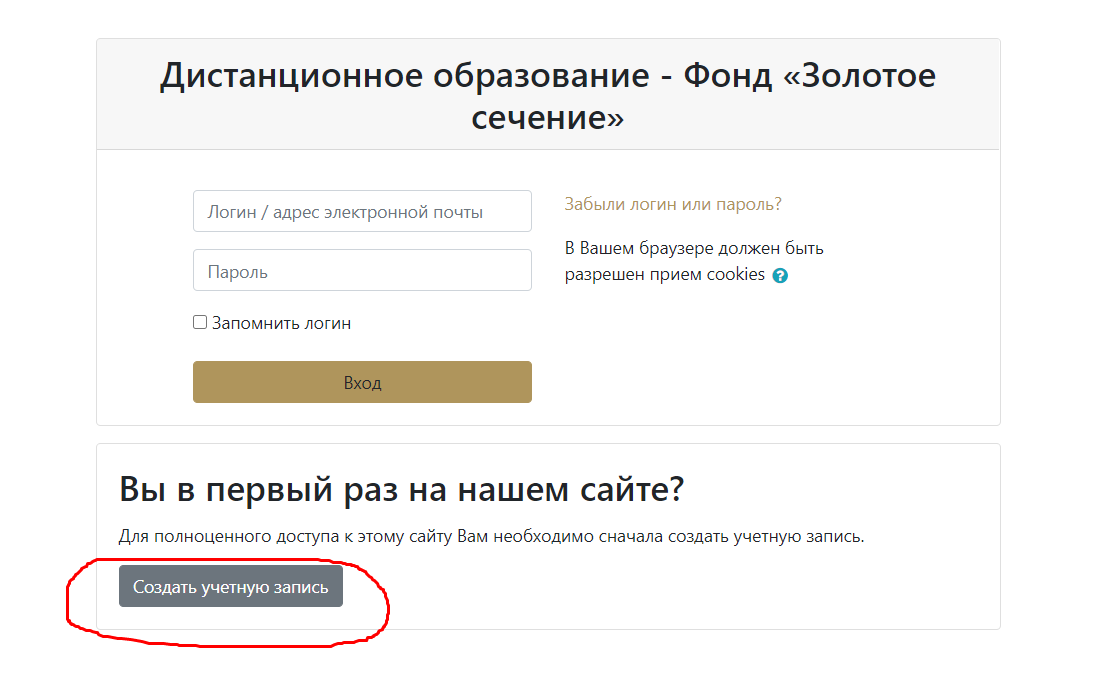 Дистанционное образование - Фонд «Золотое
сечение»
Логин / адрес электронной почты
Пароль
Запомнить логин
Вход
Забыли логин или пароль?
В Вашем браузере должен быть
разрешен прием cookies ?
Вы в первый раз на нашем сайте?
Для полноценного доступа к этому сайту Вам необходимо сначала создать учетную запись.
Создать учетную запись